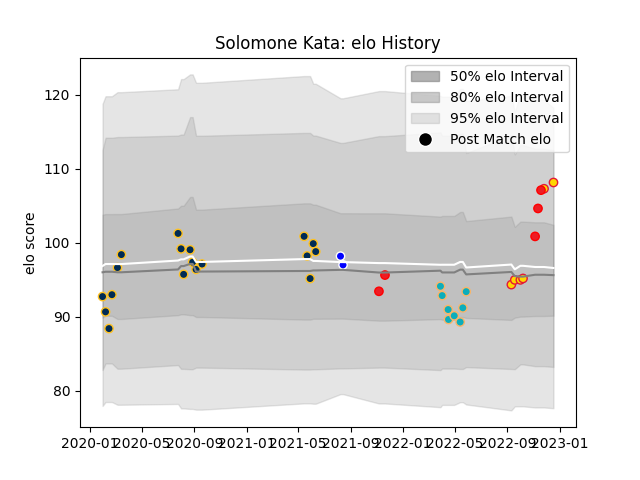 Solomone Kata: elo History
50% elo Interval
80% elo Interval
95% elo Interval
Post Match elo
elo score
120
110
100
90
80
2020-01
2020-05
2020-09
2021-01
2021-05
2021-09
2022-01
2022-05
2022-09
2023-01